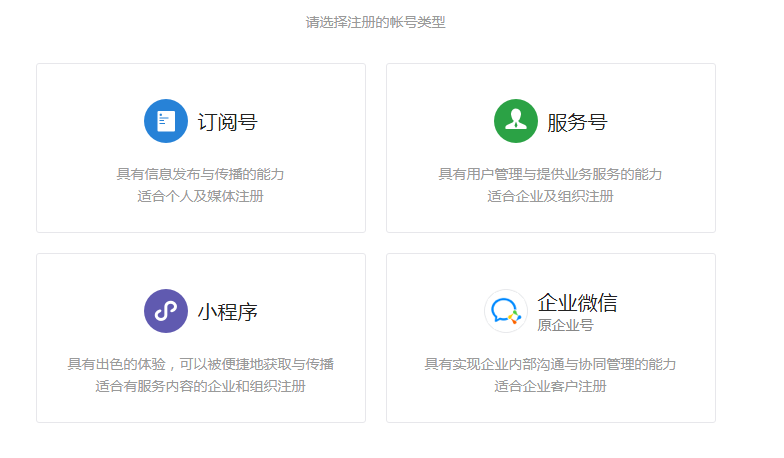 请选择注册的帐号类型
订阅号
具有信息发布与传播的能力
适合个人及媒体注册
服务号
具有用户管理与提供业务服务的能力
适合企业及组织注册
小程序
具有出色的体验，可以被便捷地获取与传播
适合有服务内容的企业和组织注册
企业微信
原企业号
具有实现企业内部沟通与协同管理的能力
适合企业客户注册